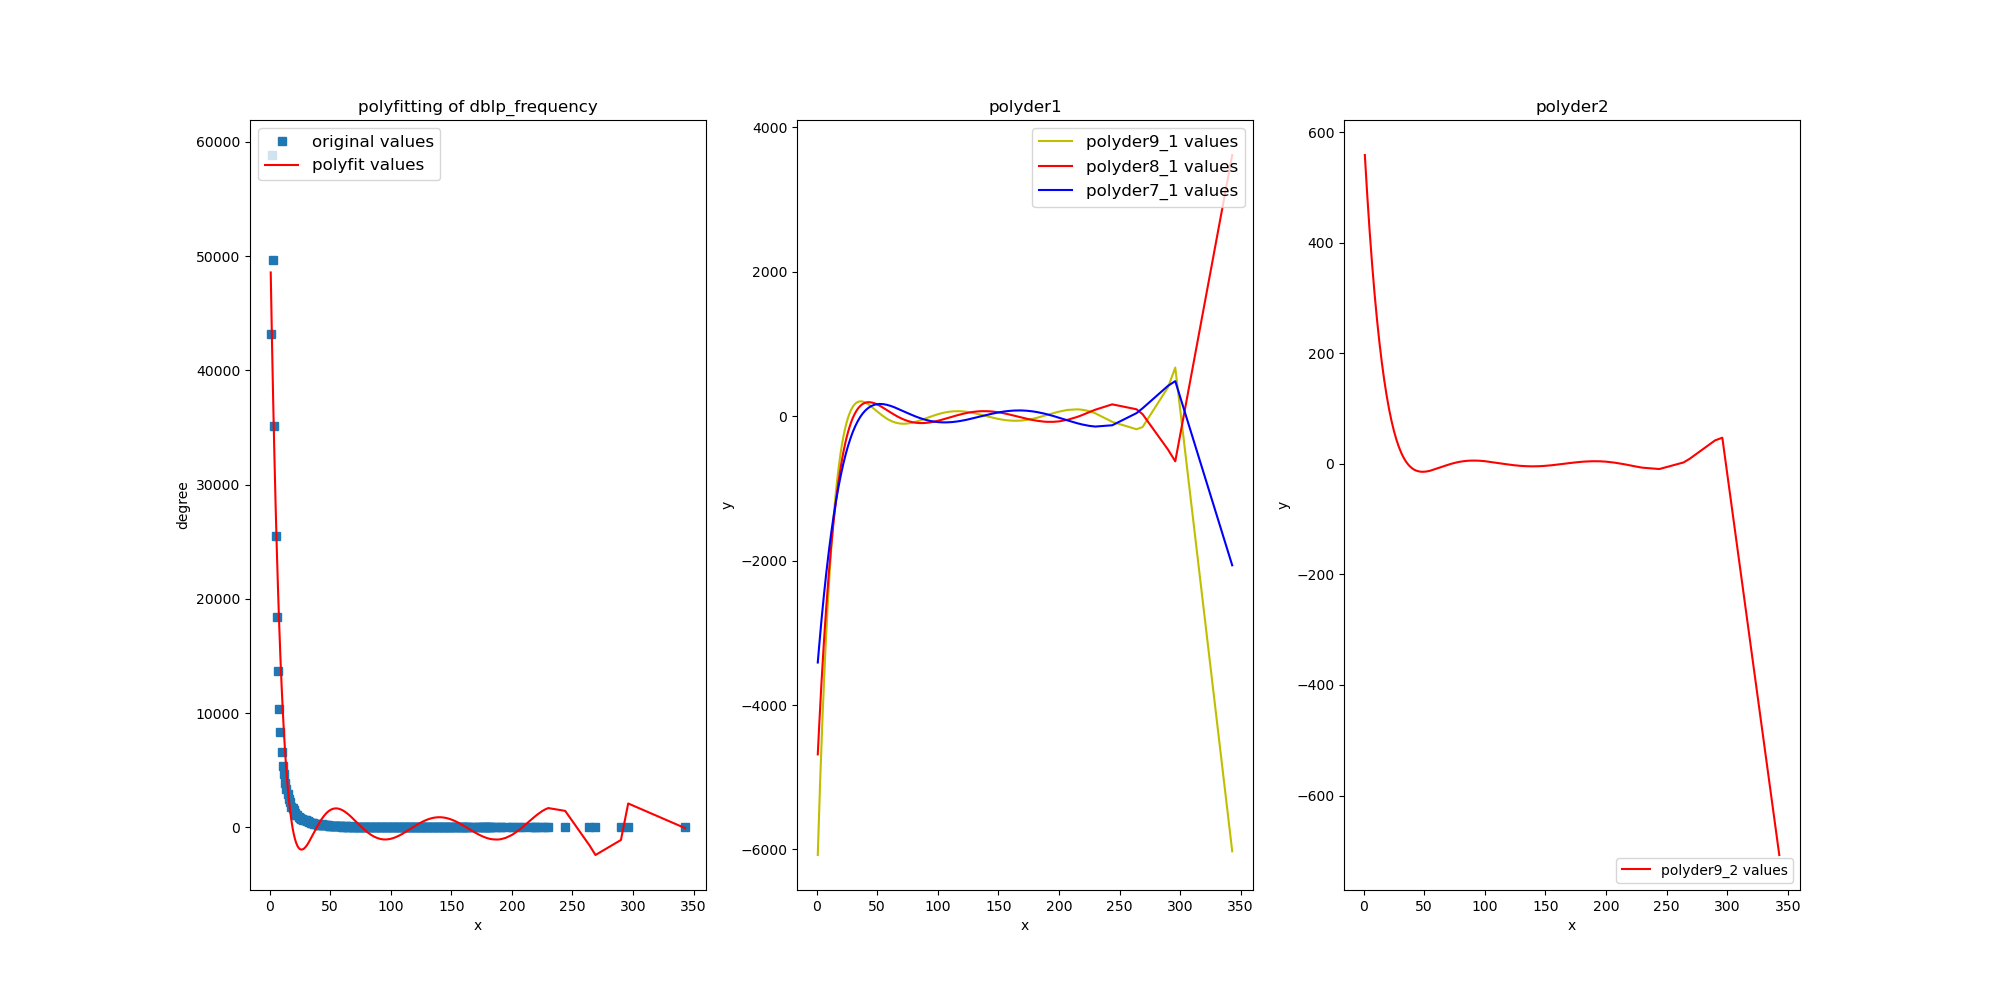 polyfitting of dblp_frequency
original values
polyfit values
60000
50000
40000
30000
20000
10000
0
degree
0 50 100 150 200 250 300 350
x
polyder1
polyder9_1 values
polyder8_1 values
polyder7_1 values
4000
2000
0
−2000
−4000
−6000
y
0 50 100 150 200 250 300 350
x
polyder2
600
400
200
0
−200
−400
−600
y
polyder9_2 values
0 50 100 150 200 250 300 350
x